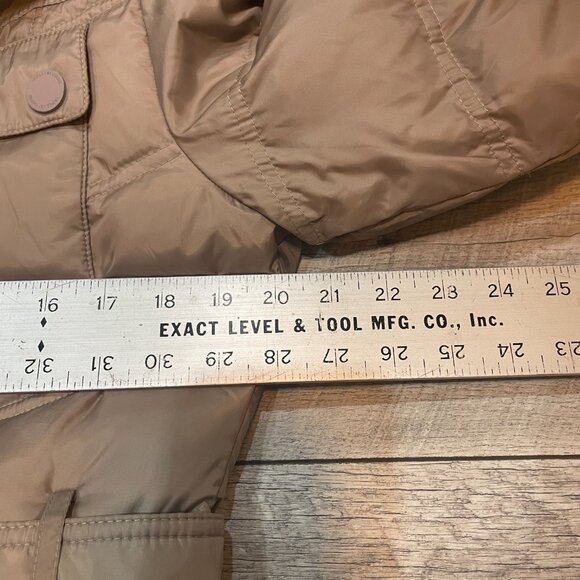 16 17 18 19 20 21 22 23 24 25
EXACT LEVEL & TOOL MFG. CO., Inc.
32 31 30 29 28 27 26 25 24 23